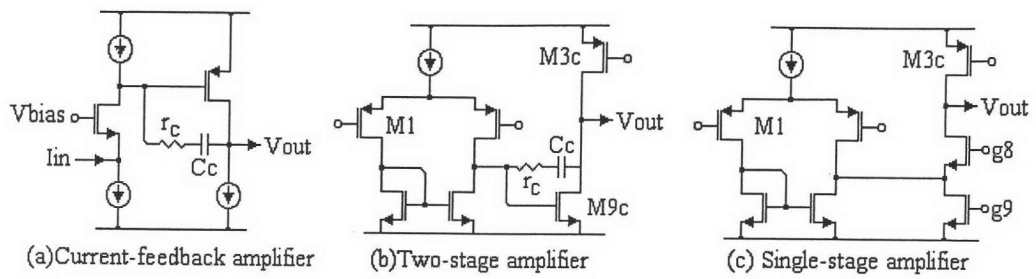 Vbias
Iin
rc
Cc
Vout
(a)Current-feedback amplifier
M1
M3c
Vout
Cc
rc
M9c
(b)Two-stage amplifier
M1
M3c
Vout
g8
g9
(c) Single-stage amplifier